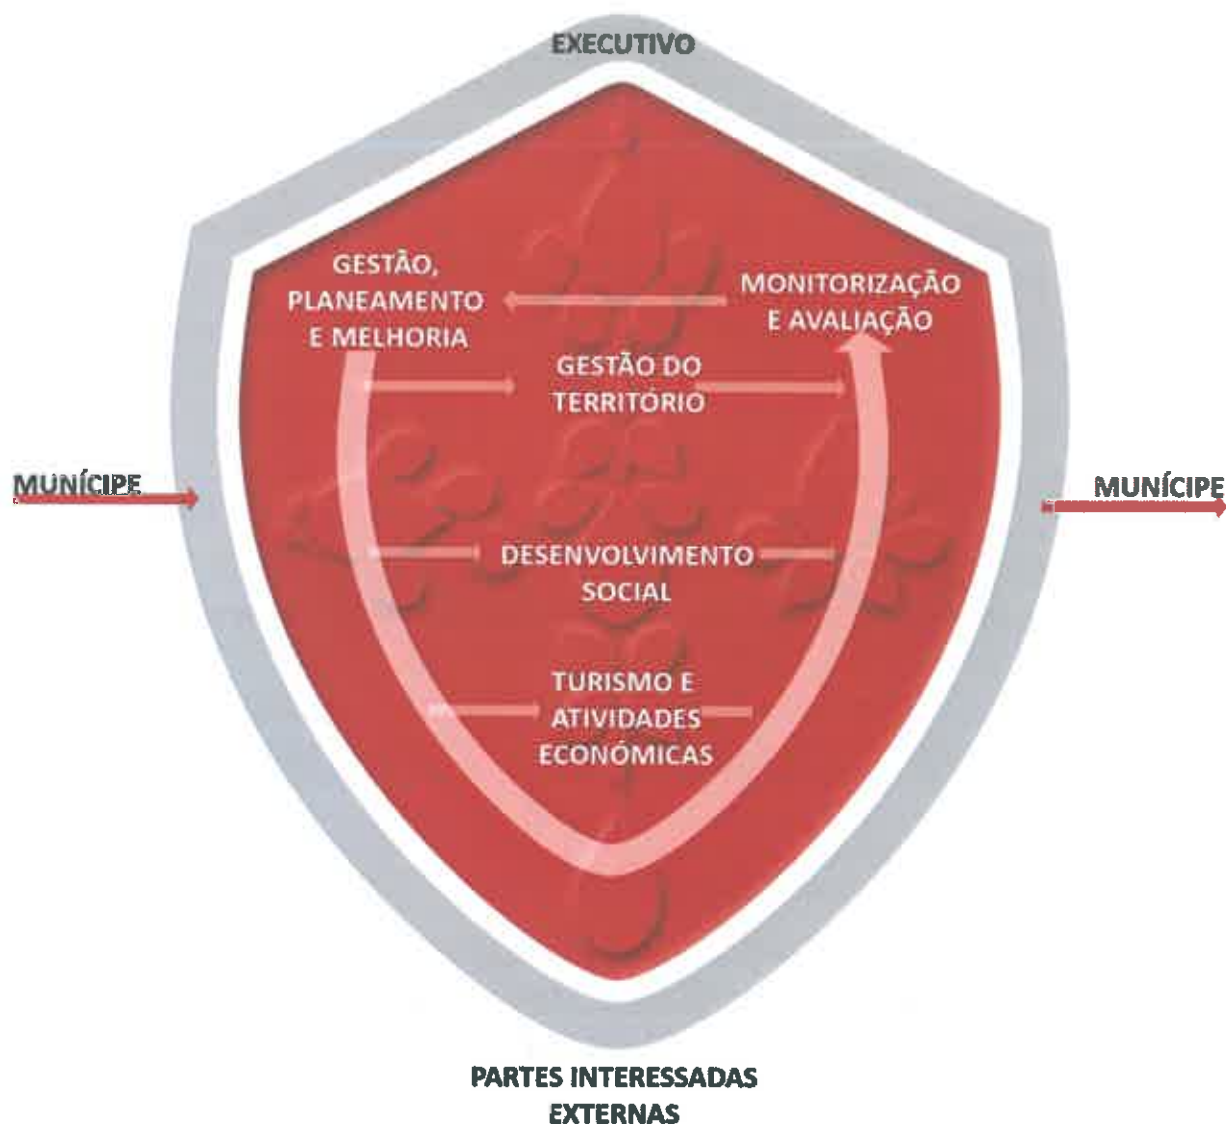 EXECUTIVO
GESTÃO,
PLANEAMENTO
E MELHORIA
MONITORIZAÇÃO
E AVALIAÇÃO
GESTÃO DO
TERRITÓRIO
MUNÍCIPE
MUNÍCIPE
DESENVOLVIMENTO
SOCIAL
TURISMO E
ATIVIDADES
ECONÓMICAS
PARTES INTERESSADAS
EXTERNAS